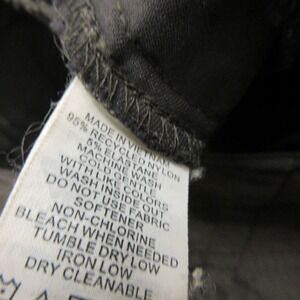 MADE IN VIETNAM
95% RECYCLED NYLON
5% ELASTANE
MACHINE WASH
COLD GENTLE
WASH INSIDE OUT
WITH LIKE COLORS
DO NOT USE FABRIC
SOFTENER
NON-CHLORINE
BLEACH WHEN NEEDED
TUMBLE DRY LOW
IRON LOW
DRY CLEANABLE